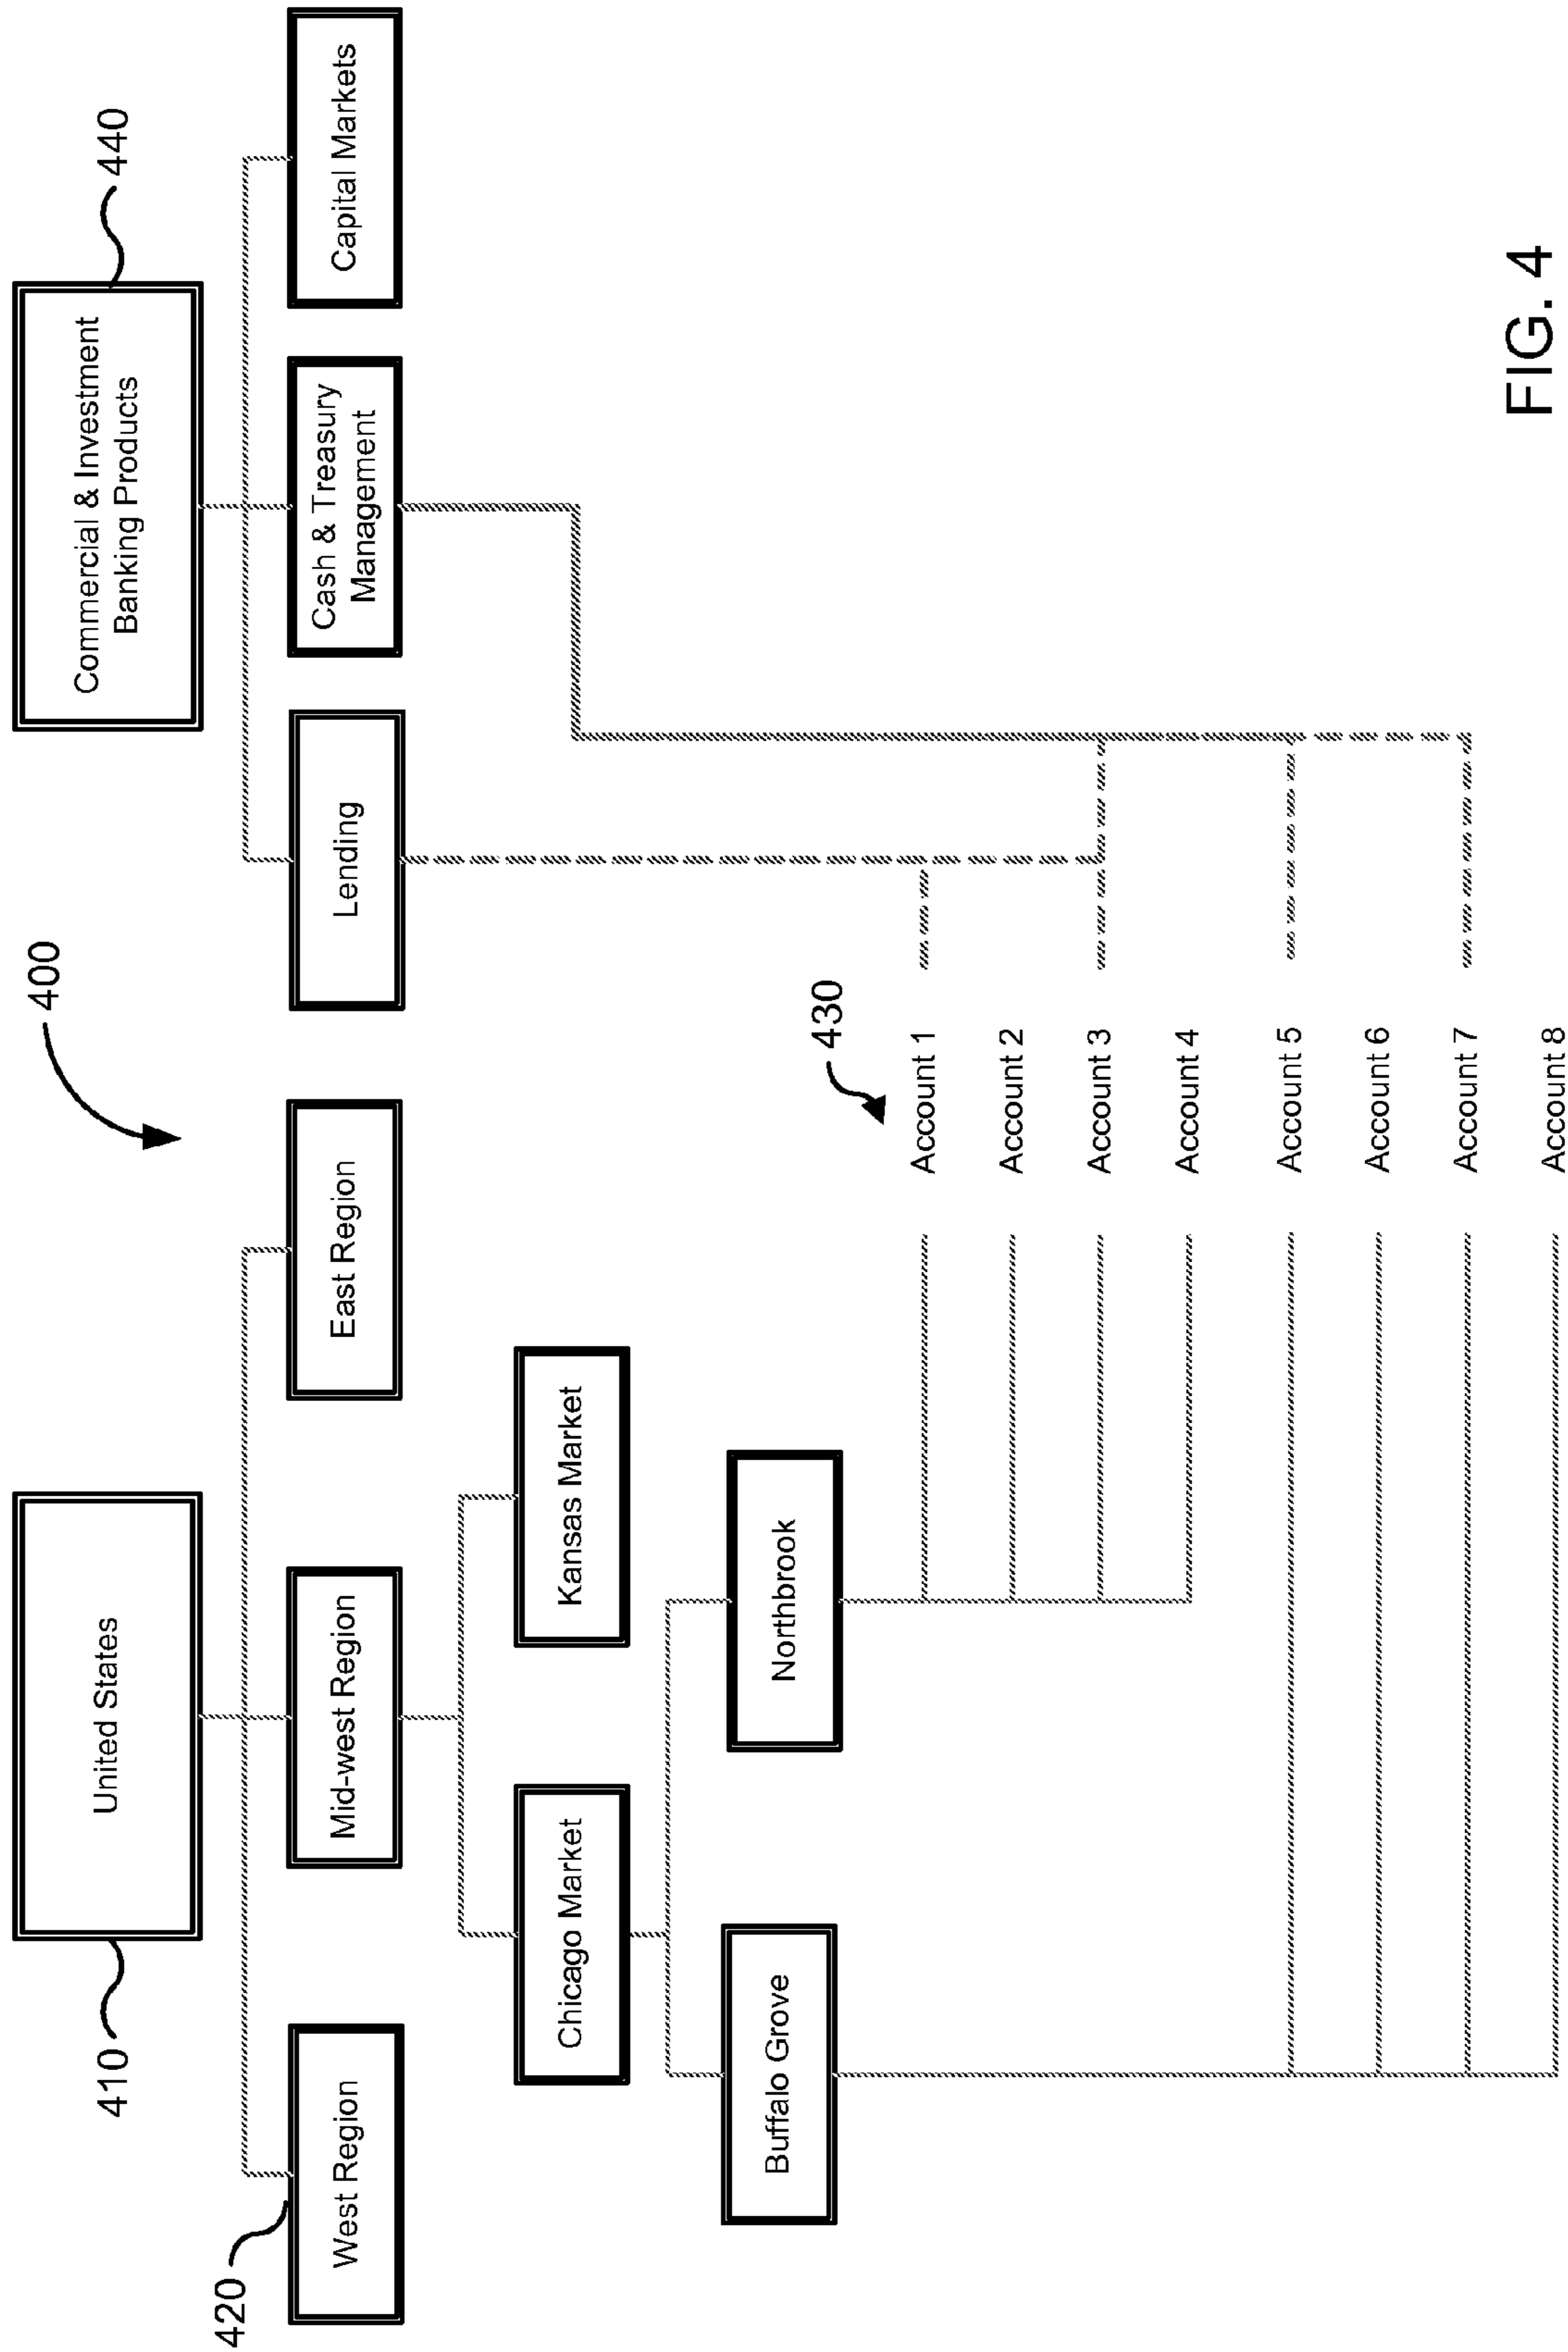 400
410
United States
Commercial & Investment
Banking Products
440
420
West Region
Mid-west Region
East Region
Lending
Cash & Treasury
Management
Capital Markets
Chicago Market
Kansas Market
Buffalo Grove
Northbrook
430
Account 1
Account 2
Account 3
Account 4
Account 5
Account 6
Account 7
Account 8
FIG. 4